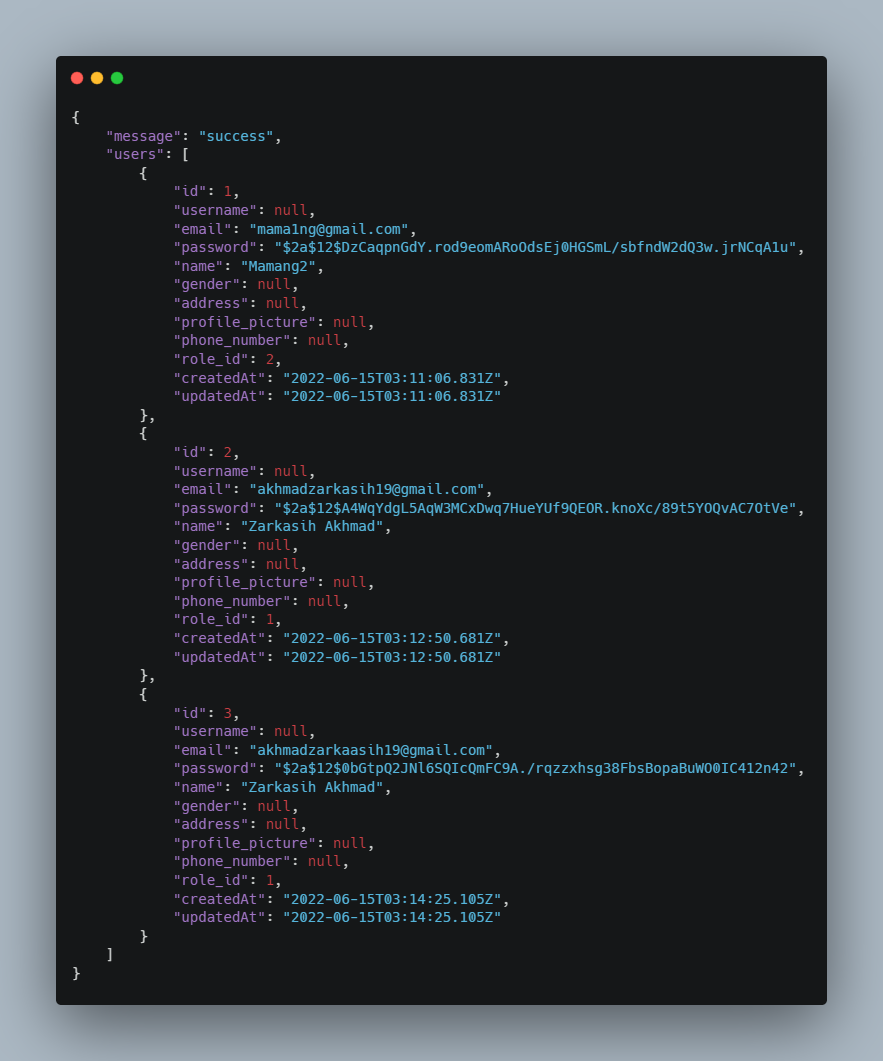 {
    "message": "success",
    "users": [
        {
            "id": 1,
            "username": null,
            "email": "mama1ng@gmail.com",
            "password": "$2a$12$DzCaqpnGdY.rod9eomARoOdsEj0HGSmL/sbfndW2dQ3w.jrNCqA1u",
            "name": "Mamang2",
            "gender": null,
            "address": null,
            "profile_picture": null,
            "phone_number": null,
            "role_id": 2,
            "createdAt": "2022-06-15T03:11:06.831Z",
            "updatedAt": "2022-06-15T03:11:06.831Z"
        },
        {
            "id": 2,
            "username": null,
            "email": "akhmadzarkasih19@gmail.com",
            "password": "$2a$12$A4WqYdgL5AqW3MCxDwq7HueYUf9QEOR.knoXc/89t5YOQvAC7OtVe",
            "name": "Zarkasih Akhmad",
            "gender": null,
            "address": null,
            "profile_picture": null,
            "phone_number": null,
            "role_id": 1,
            "createdAt": "2022-06-15T03:12:50.681Z",
            "updatedAt": "2022-06-15T03:12:50.681Z"
        },
        {
            "id": 3,
            "username": null,
            "email": "akhmadzarkaasih19@gmail.com",
            "password": "$2a$12$0bGtpQ2JNl6SQIcQmFC9A./rqzzxhsg38FbsBopaBuWO0IC412n42",
            "name": "Zarkasih Akhmad",
            "gender": null,
            "address": null,
            "profile_picture": null,
            "phone_number": null,
            "role_id": 1,
            "createdAt": "2022-06-15T03:14:25.105Z",
            "updatedAt": "2022-06-15T03:14:25.105Z"
        }
    ]
}